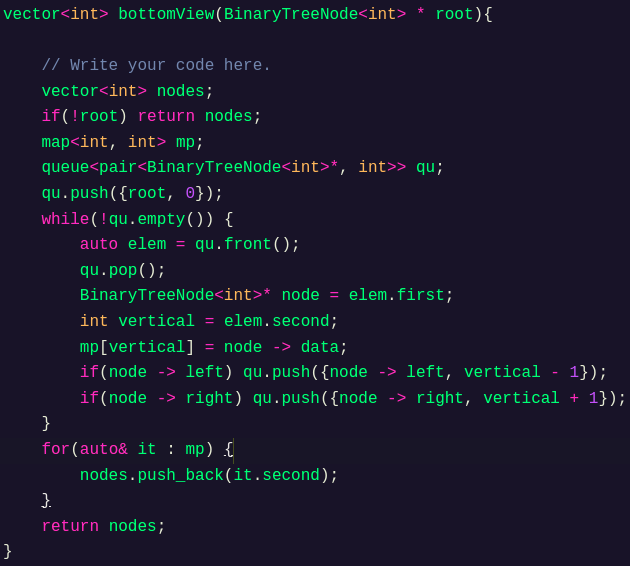 vector<int> bottomView(BinaryTreeNode<int> * root){
    // Write your code here.
    vector<int> nodes;
    if(!root) return nodes;
    map<int, int> mp;
    queue<pair<BinaryTreeNode<int>*, int>> qu;
    qu.push({root, 0});
    while(!qu.empty()) {
        auto elem = qu.front();
        qu.pop();
        BinaryTreeNode<int>* node = elem.first;
        int vertical = elem.second;
        mp[vertical] = node -> data;
        if(node -> left) qu.push({node -> left, vertical - 1});
        if(node -> right) qu.push({node -> right, vertical + 1});
    }
    for(auto& it : mp) {
        nodes.push_back(it.second);
    }
    return nodes;
}